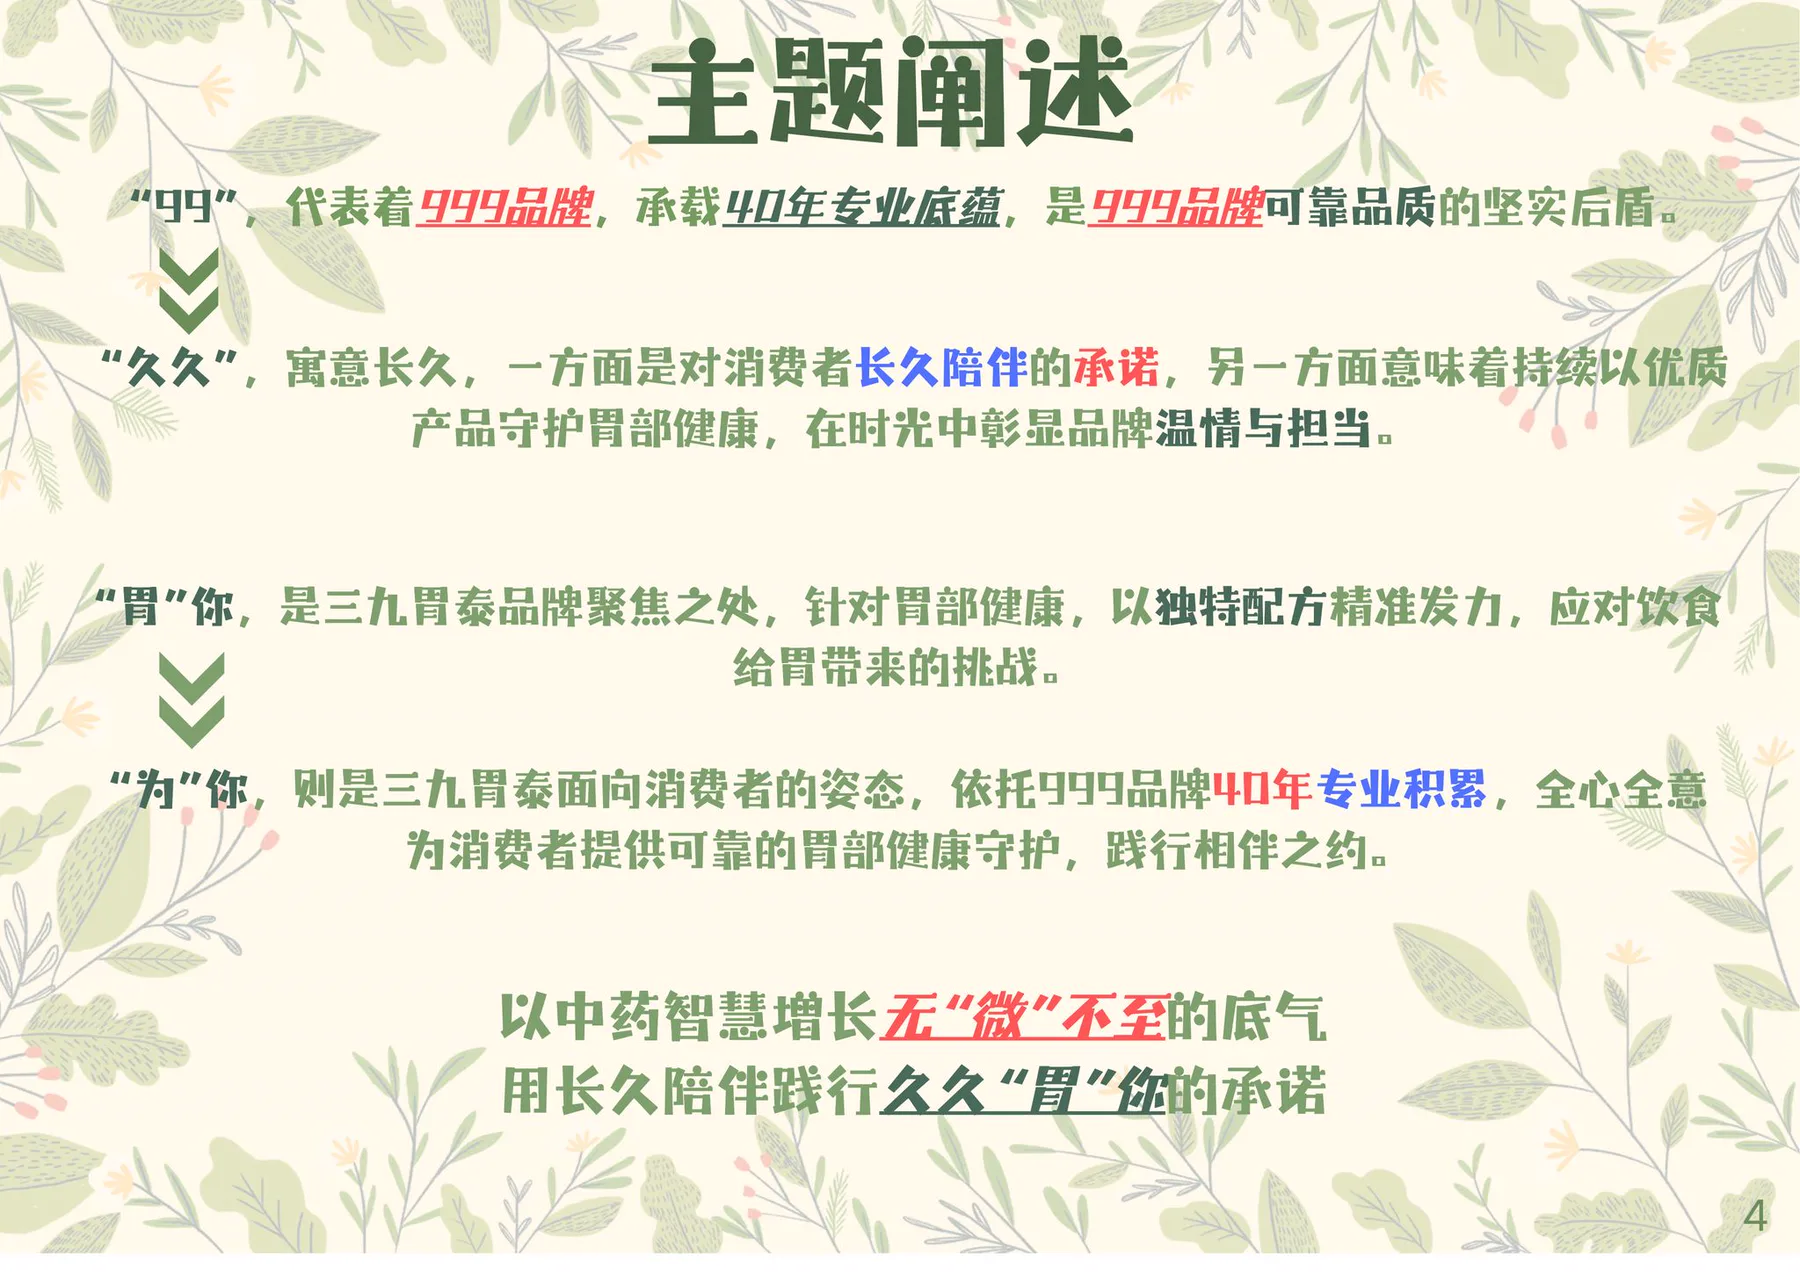 主题阐述
“99”，代表着999品牌，承载40年专业底蕴，是999品牌可靠品质的坚实后盾。
“久久”，寓意长久，一方面是对消费者长久陪伴的承诺，另一方面意味着持续以优质
产品守护胃部健康，在时光中彰显品牌温情与担当。
“胃”你，是三九胃泰品牌聚焦之处，针对胃部健康，以独特配方精准发力，应对饮食
给胃带来的挑战。
“为”你，则是三九胃泰面向消费者的姿态，依托999品牌40年专业积累，全心全意
为消费者提供可靠的胃部健康守护，践行相伴之约。
以中药智慧增长无“微”不至的底气
用长久陪伴践行久久“胃”你的承诺
4